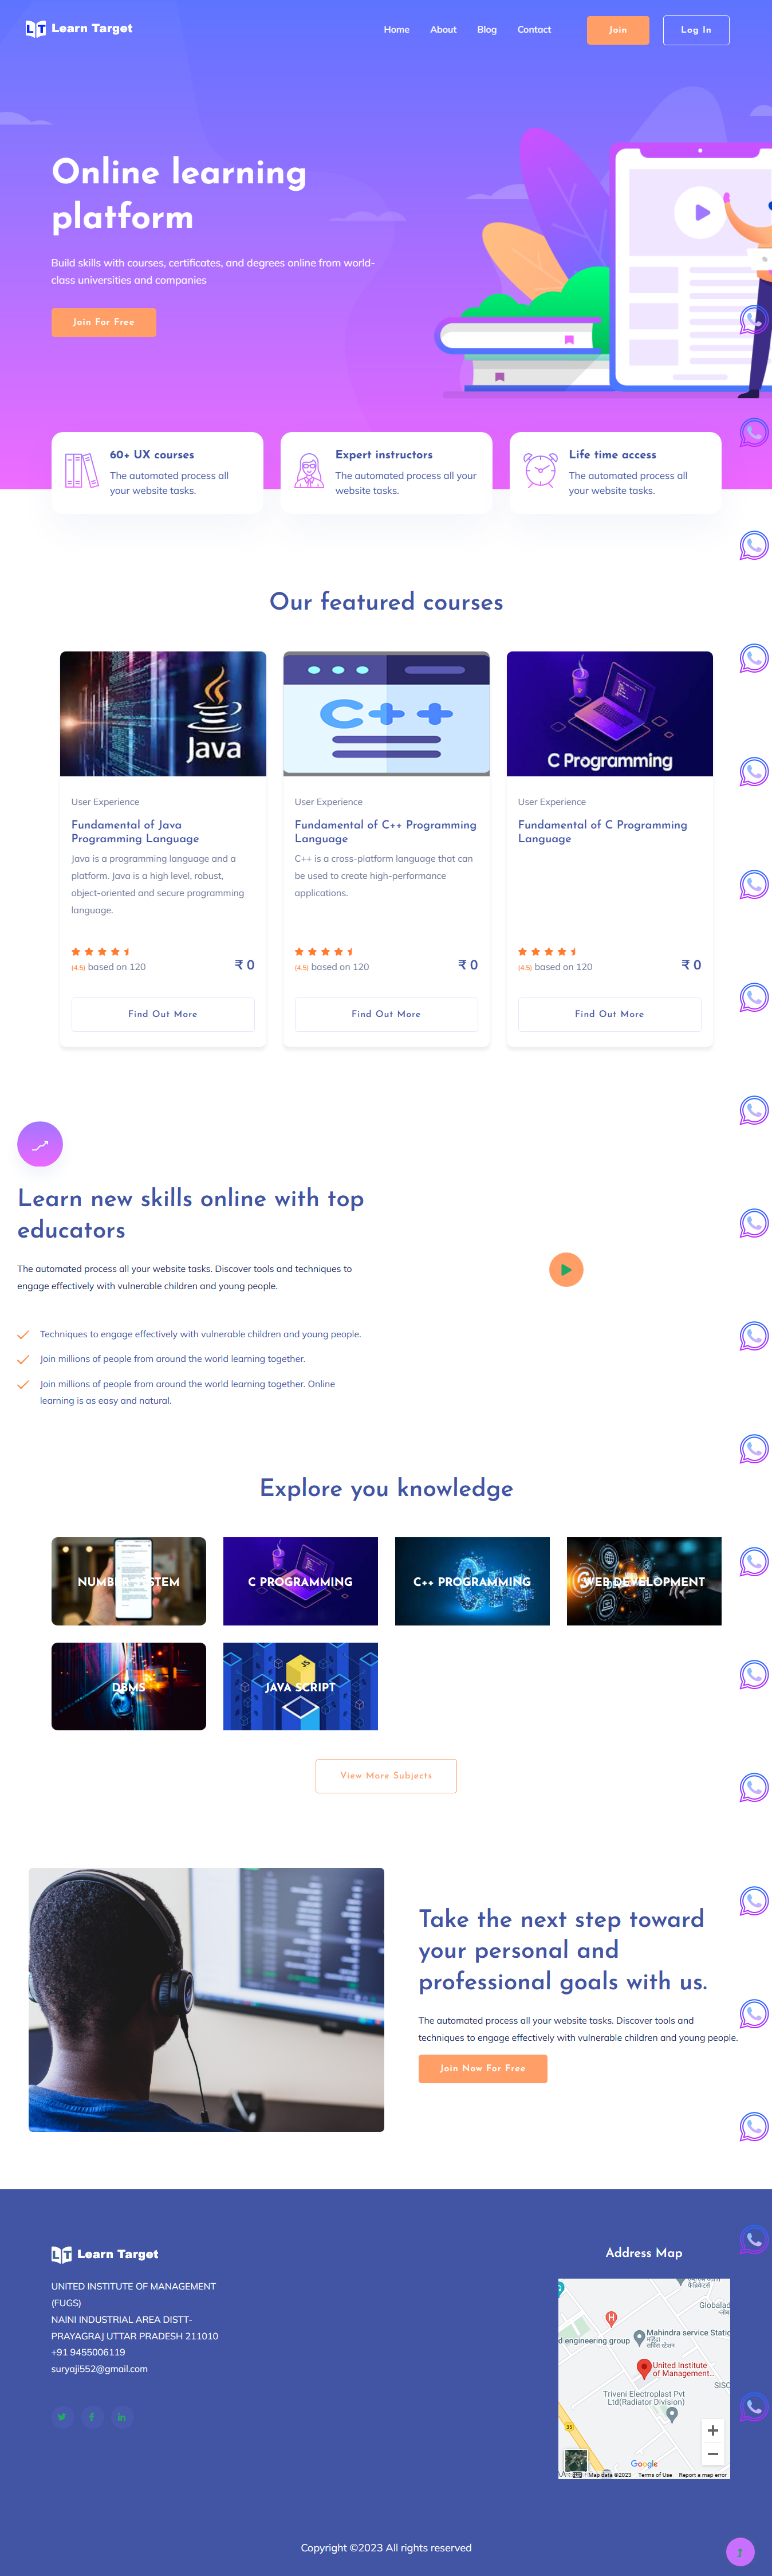 LT Learn Target
Home
About
Blog
Contact
Join
Log In
Online learning
platform
Build skills with courses, certificates, and degrees online from world-
class universities and companies
Join For Free
60+ UX courses
The automated process all
your website tasks.
Expert instructors
The automated process all your
website tasks.
Life time access
The automated process all
your website tasks.
Our featured courses
Java
User Experience
Fundamental of Java
Programming Language
Java is a programming language and a
platform. Java is a high level, robust,
object-oriented and secure programming
language.
(4.5) based on 120
₹ 0
Find Out More
C++
User Experience
Fundamental of C++ Programming
Language
C++ is a cross-platform language that can
be used to create high-performance
applications.
(4.5) based on 120
₹ 0
Find Out More
C Programming
User Experience
Fundamental of C Programming
Language
(4.5) based on 120
₹ 0
Find Out More
Learn new skills online with top
educators
The automated process all your website tasks. Discover tools and techniques to
engage effectively with vulnerable children and young people.
Techniques to engage effectively with vulnerable children and young people.
Join millions of people from around the world learning together.
Join millions of people from around the world learning together. Online
learning is as easy and natural.
Explore you knowledge
NUMBER SYSTEM
C PROGRAMMING
C++ PROGRAMMING
WEB DEVELOPMENT
DBMS
JAVA SCRIPT
View More Subjects
Take the next step toward
your personal and
professional goals with us.
The automated process all your website tasks. Discover tools and
techniques to engage effectively with vulnerable children and young people.
Join Now For Free
LT Learn Target
UNITED INSTITUTE OF MANAGEMENT
(FUGS)
NAINI INDUSTRIAL AREA DISTT-
PRAYAGRAJ UTTAR PRADESH 211010
+91 9455006119
suryaji552@gmail.com
Address Map
Globalad
d engineering group
Mahindra service Static
United Institute
of Management...
SISC
Triveni Electroplast Pvt
Ltd(Radiator Division)
35
Google
Map data ©2023
Terms of Use
Report a map error
Copyright ©2023 All rights reserved